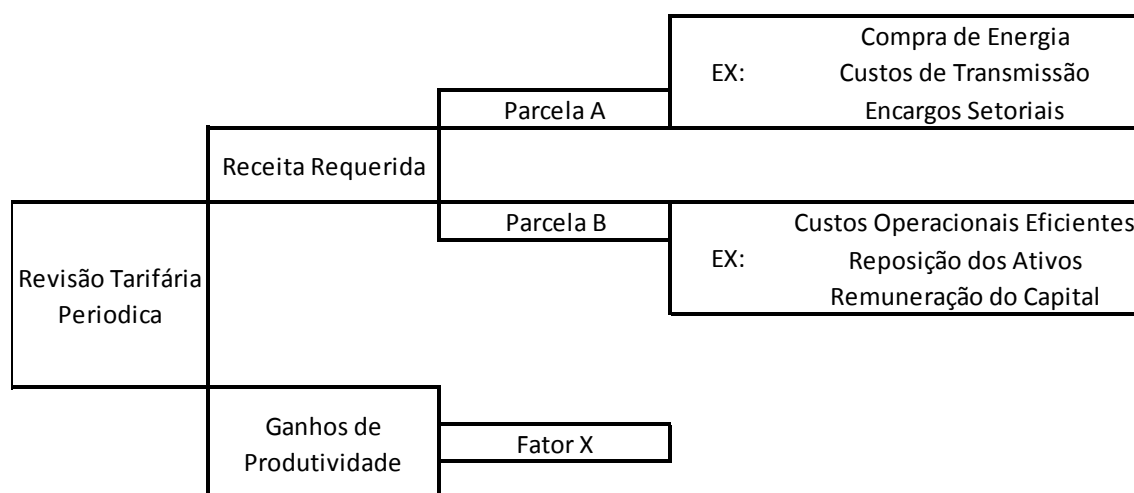 Compra de Energia
EX: Custos de Transmissão
Parcela A Encargos Setoriais
Receita Requerida
Parcela B Custos Operacionais Eficientes
EX: Reposição dos Ativos
Revisão Tarifária Remuneração do Capital
Periodica
Ganhos de
Fator X
Produtividade